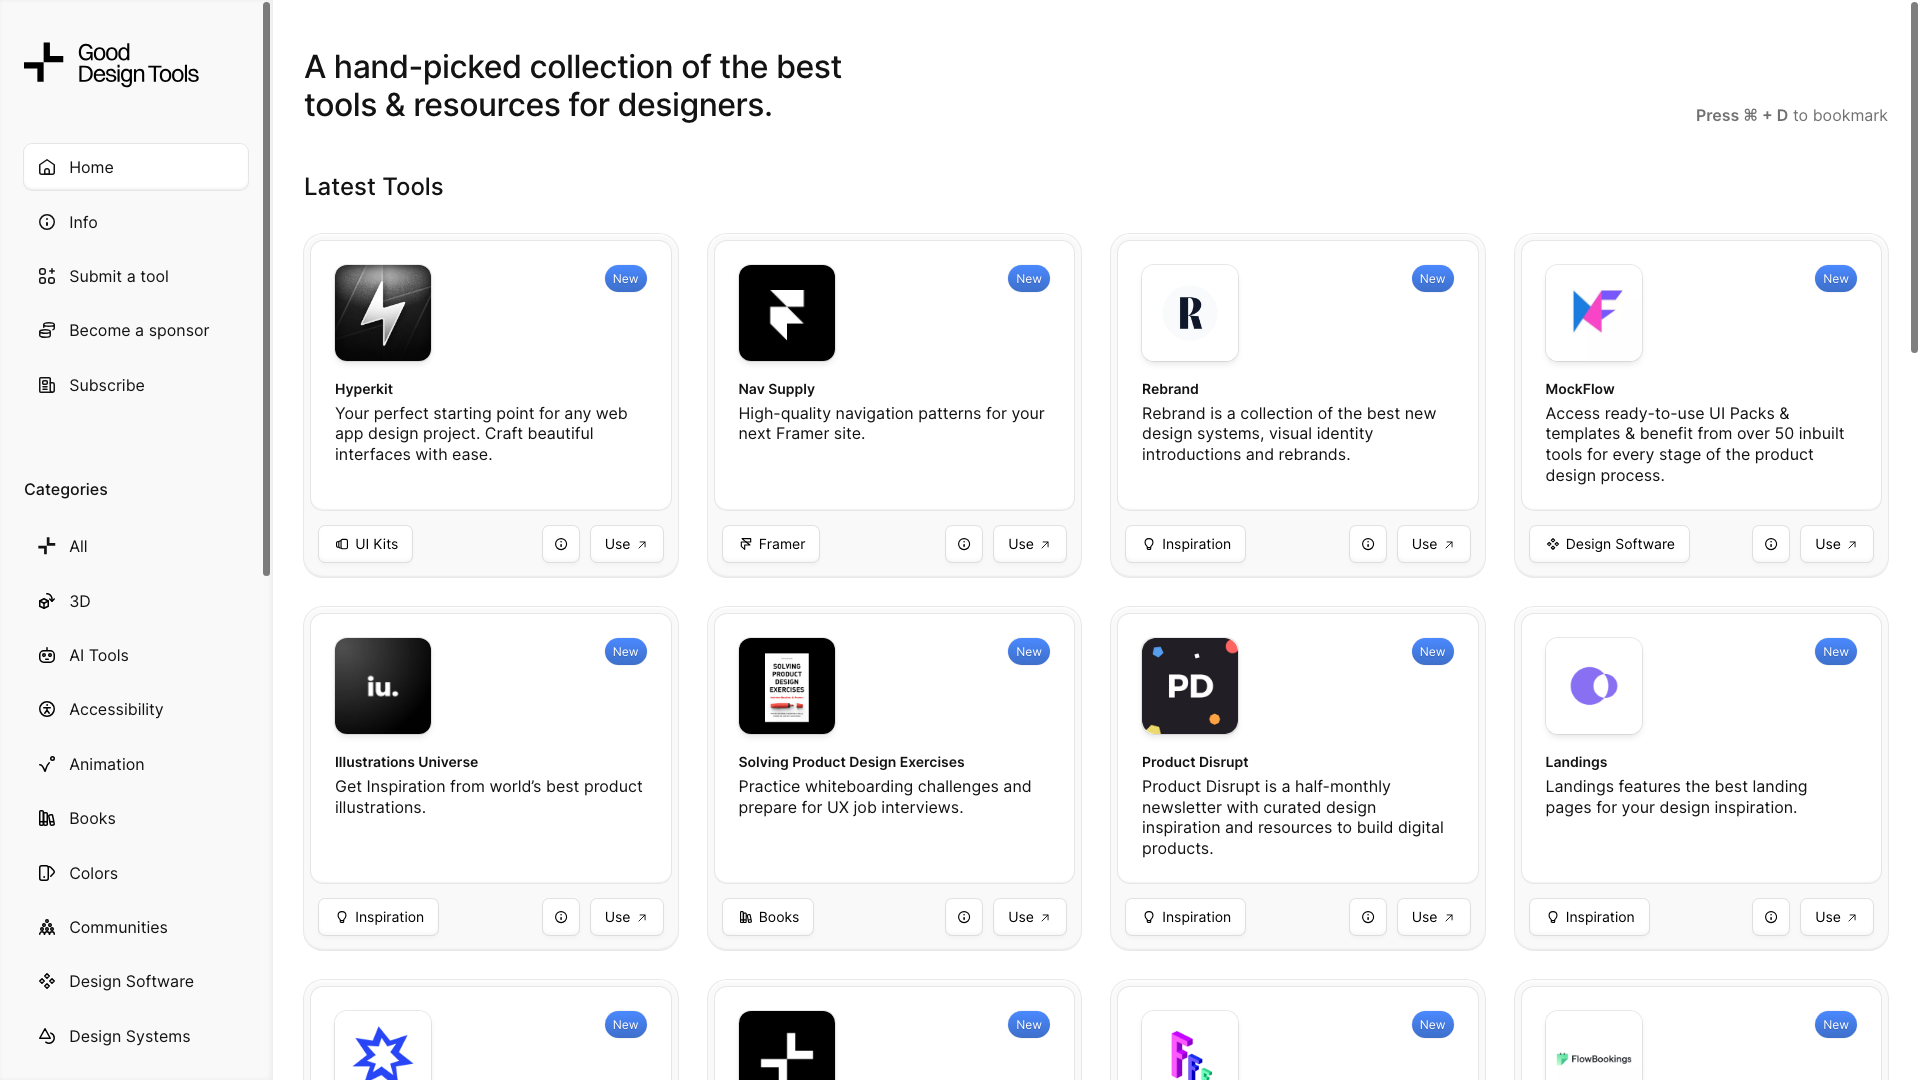 Good
Design Tools
Home
Info
Submit a tool
Become a sponsor
Subscribe
Categories
All
3D
AI Tools
Accessibility
Animation
Books
Colors
Communities
Design Software
Design Systems
A hand-picked collection of the best
tools & resources for designers.
Press ⌘ + D to bookmark
Latest Tools
New
Hyperkit
Your perfect starting point for any web
app design project. Craft beautiful
interfaces with ease.
UI Kits
Use ↗
New
Nav Supply
High-quality navigation patterns for your
next Framer site.
Framer
Use ↗
R
New
Rebrand
Rebrand is a collection of the best new
design systems, visual identity
introductions and rebrands.
Inspiration
Use ↗
New
MockFlow
Access ready-to-use UI Packs &
templates & benefit from over 50 inbuilt
tools for every stage of the product
design process.
Design Software
Use ↗
iu.
New
Illustrations Universe
Get Inspiration from world’s best product
illustrations.
Inspiration
Use ↗
SOLVING
PRODUCT
DESIGN
EXERCISES
New
Solving Product Design Exercises
Practice whiteboarding challenges and
prepare for UX job interviews.
Books
Use ↗
PD
New
Product Disrupt
Product Disrupt is a half-monthly
newsletter with curated design
inspiration and resources to build digital
products.
Inspiration
Use ↗
New
Landings
Landings features the best landing
pages for your design inspiration.
Inspiration
Use ↗
New
New
New
FlowBookings
New